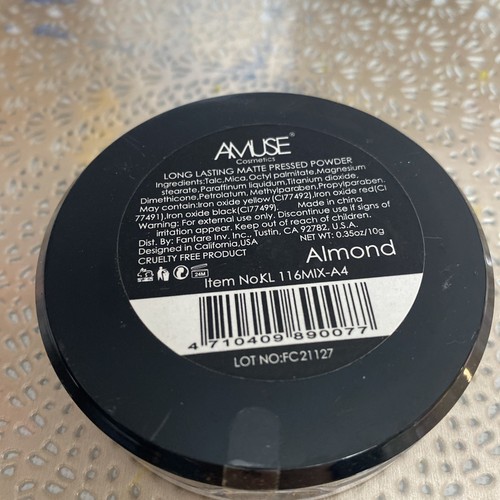 AMUSE®
Cosmetics
LONG LASTING MATTE PRESSED POWDER
Ingredients:Talc,Mica,Octyl palmitate,Magnesium
stearate,Paraffinum liquidum,Titanium dioxide,
Dimethicone,Petrolatum, Methylparaben,Propylparaben.
May contain:Iron oxide yellow (CI77492),Iron oxide red(CI
77491),Iron oxide black(CI77499). Made in china
Warning: For external use only. Discontinue use if signs of
irritation appear. Keep out of reach of children.
Dist. By: Fanfare Inv. Inc., Tustin, CA 92782, U.S.A.
Designed in California,USA NET WT: 0.35oz/10g
CRUELTY FREE PRODUCT Almond
24M
Item No:KL 116MIX-A4
4 710409 890077
LOT NO:FC21127